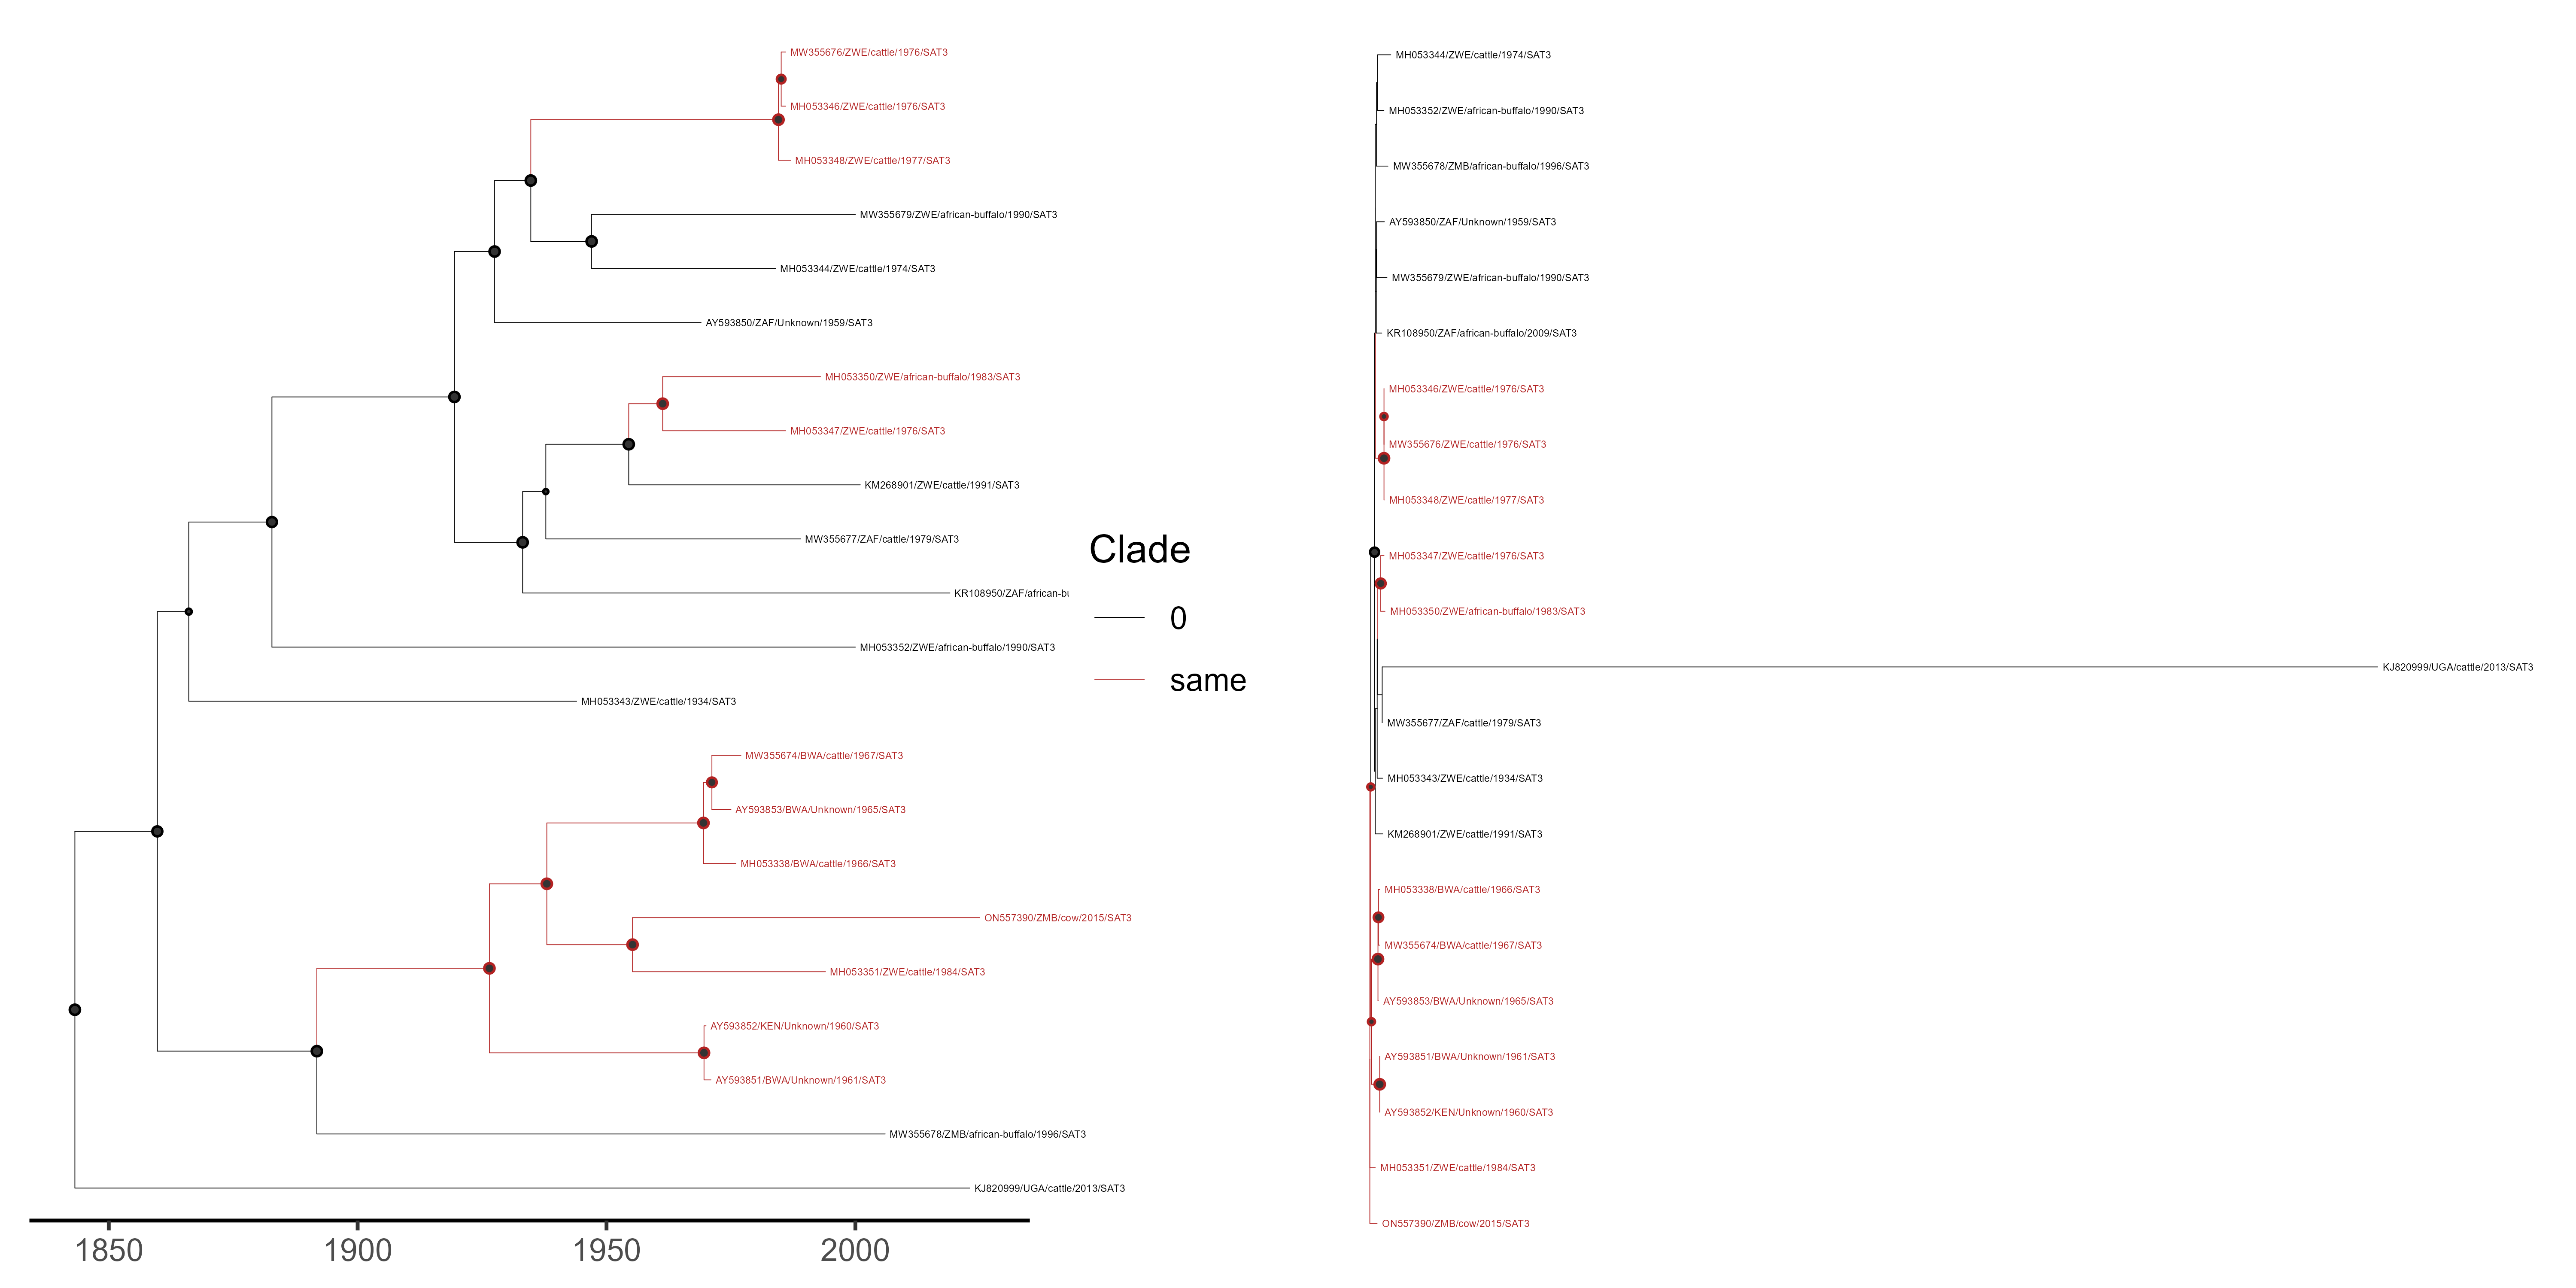 MW355676/ZWE/cattle/1976/SAT3
MH053346/ZWE/cattle/1976/SAT3
MH053348/ZWE/cattle/1977/SAT3
MW355679/ZWE/african-buffalo/1990/SAT3
MH053344/ZWE/cattle/1974/SAT3
AY593850/ZAF/Unknown/1959/SAT3
MH053350/ZWE/african-buffalo/1983/SAT3
MH053347/ZWE/cattle/1976/SAT3
KM268901/ZWE/cattle/1991/SAT3
MW355677/ZAF/cattle/1979/SAT3
KR108950/ZAF/african-bu
MH053352/ZWE/african-buffalo/1990/SAT3
MH053343/ZWE/cattle/1934/SAT3
MW355674/BWA/cattle/1967/SAT3
AY593853/BWA/Unknown/1965/SAT3
MH053338/BWA/cattle/1966/SAT3
ON557390/ZMB/cow/2015/SAT3
MH053351/ZWE/cattle/1984/SAT3
AY593852/KEN/Unknown/1960/SAT3
AY593851/BWA/Unknown/1961/SAT3
MW355678/ZMB/african-buffalo/1996/SAT3
KJ820999/UGA/cattle/2013/SAT3
1850 1900 1950 2000
Clade
0
same
MH053344/ZWE/cattle/1974/SAT3
MH053352/ZWE/african-buffalo/1990/SAT3
MW355678/ZMB/african-buffalo/1996/SAT3
AY593850/ZAF/Unknown/1959/SAT3
MW355679/ZWE/african-buffalo/1990/SAT3
KR108950/ZAF/african-buffalo/2009/SAT3
MH053346/ZWE/cattle/1976/SAT3
MW355676/ZWE/cattle/1976/SAT3
MH053348/ZWE/cattle/1977/SAT3
MH053347/ZWE/cattle/1976/SAT3
MH053350/ZWE/african-buffalo/1983/SAT3
KJ820999/UGA/cattle/2013/SAT3
MW355677/ZAF/cattle/1979/SAT3
MH053343/ZWE/cattle/1934/SAT3
KM268901/ZWE/cattle/1991/SAT3
MH053338/BWA/cattle/1966/SAT3
MW355674/BWA/cattle/1967/SAT3
AY593853/BWA/Unknown/1965/SAT3
AY593851/BWA/Unknown/1961/SAT3
AY593852/KEN/Unknown/1960/SAT3
MH053351/ZWE/cattle/1984/SAT3
ON557390/ZMB/cow/2015/SAT3